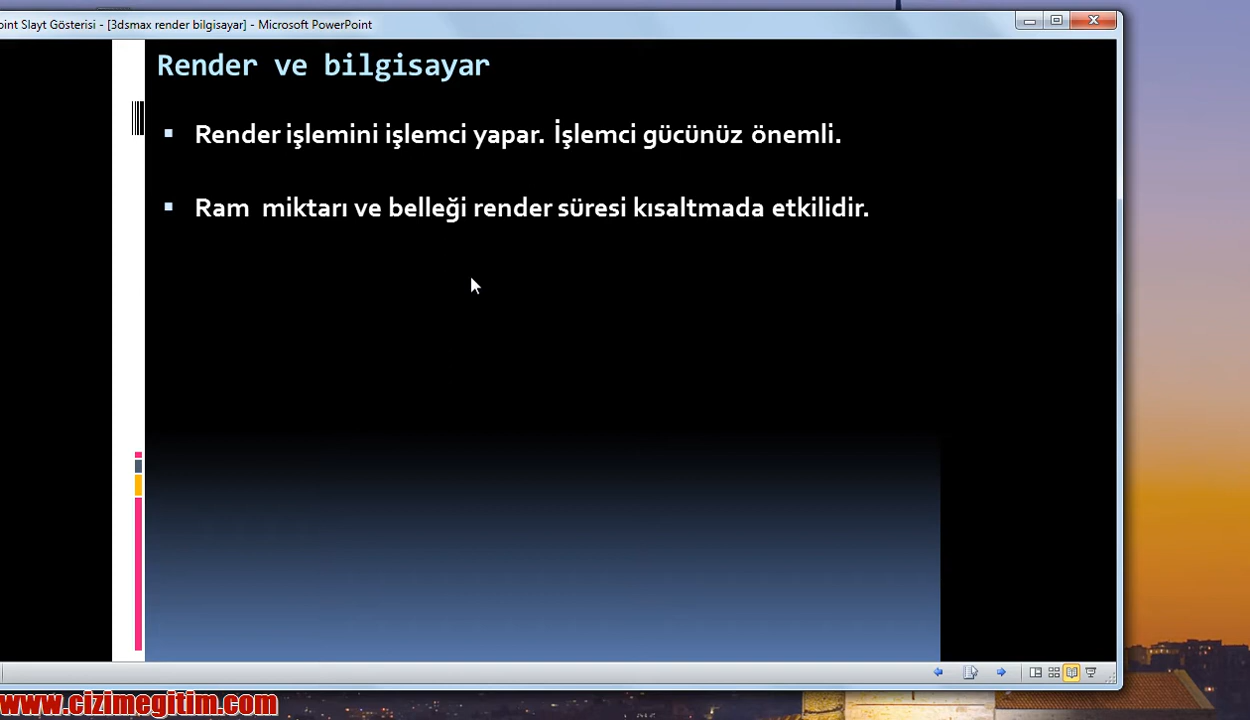 oint Slayt Gösterisi - [3dsmax render bilgisayar] - Microsoft PowerPoint
Render ve bilgisayar
Render işlemini işlemci yapar. İşlemci gücünüz önemli.
Ram miktarı ve belleği render süresi kısaltmada etkilidir.
www.cizimegitim.com